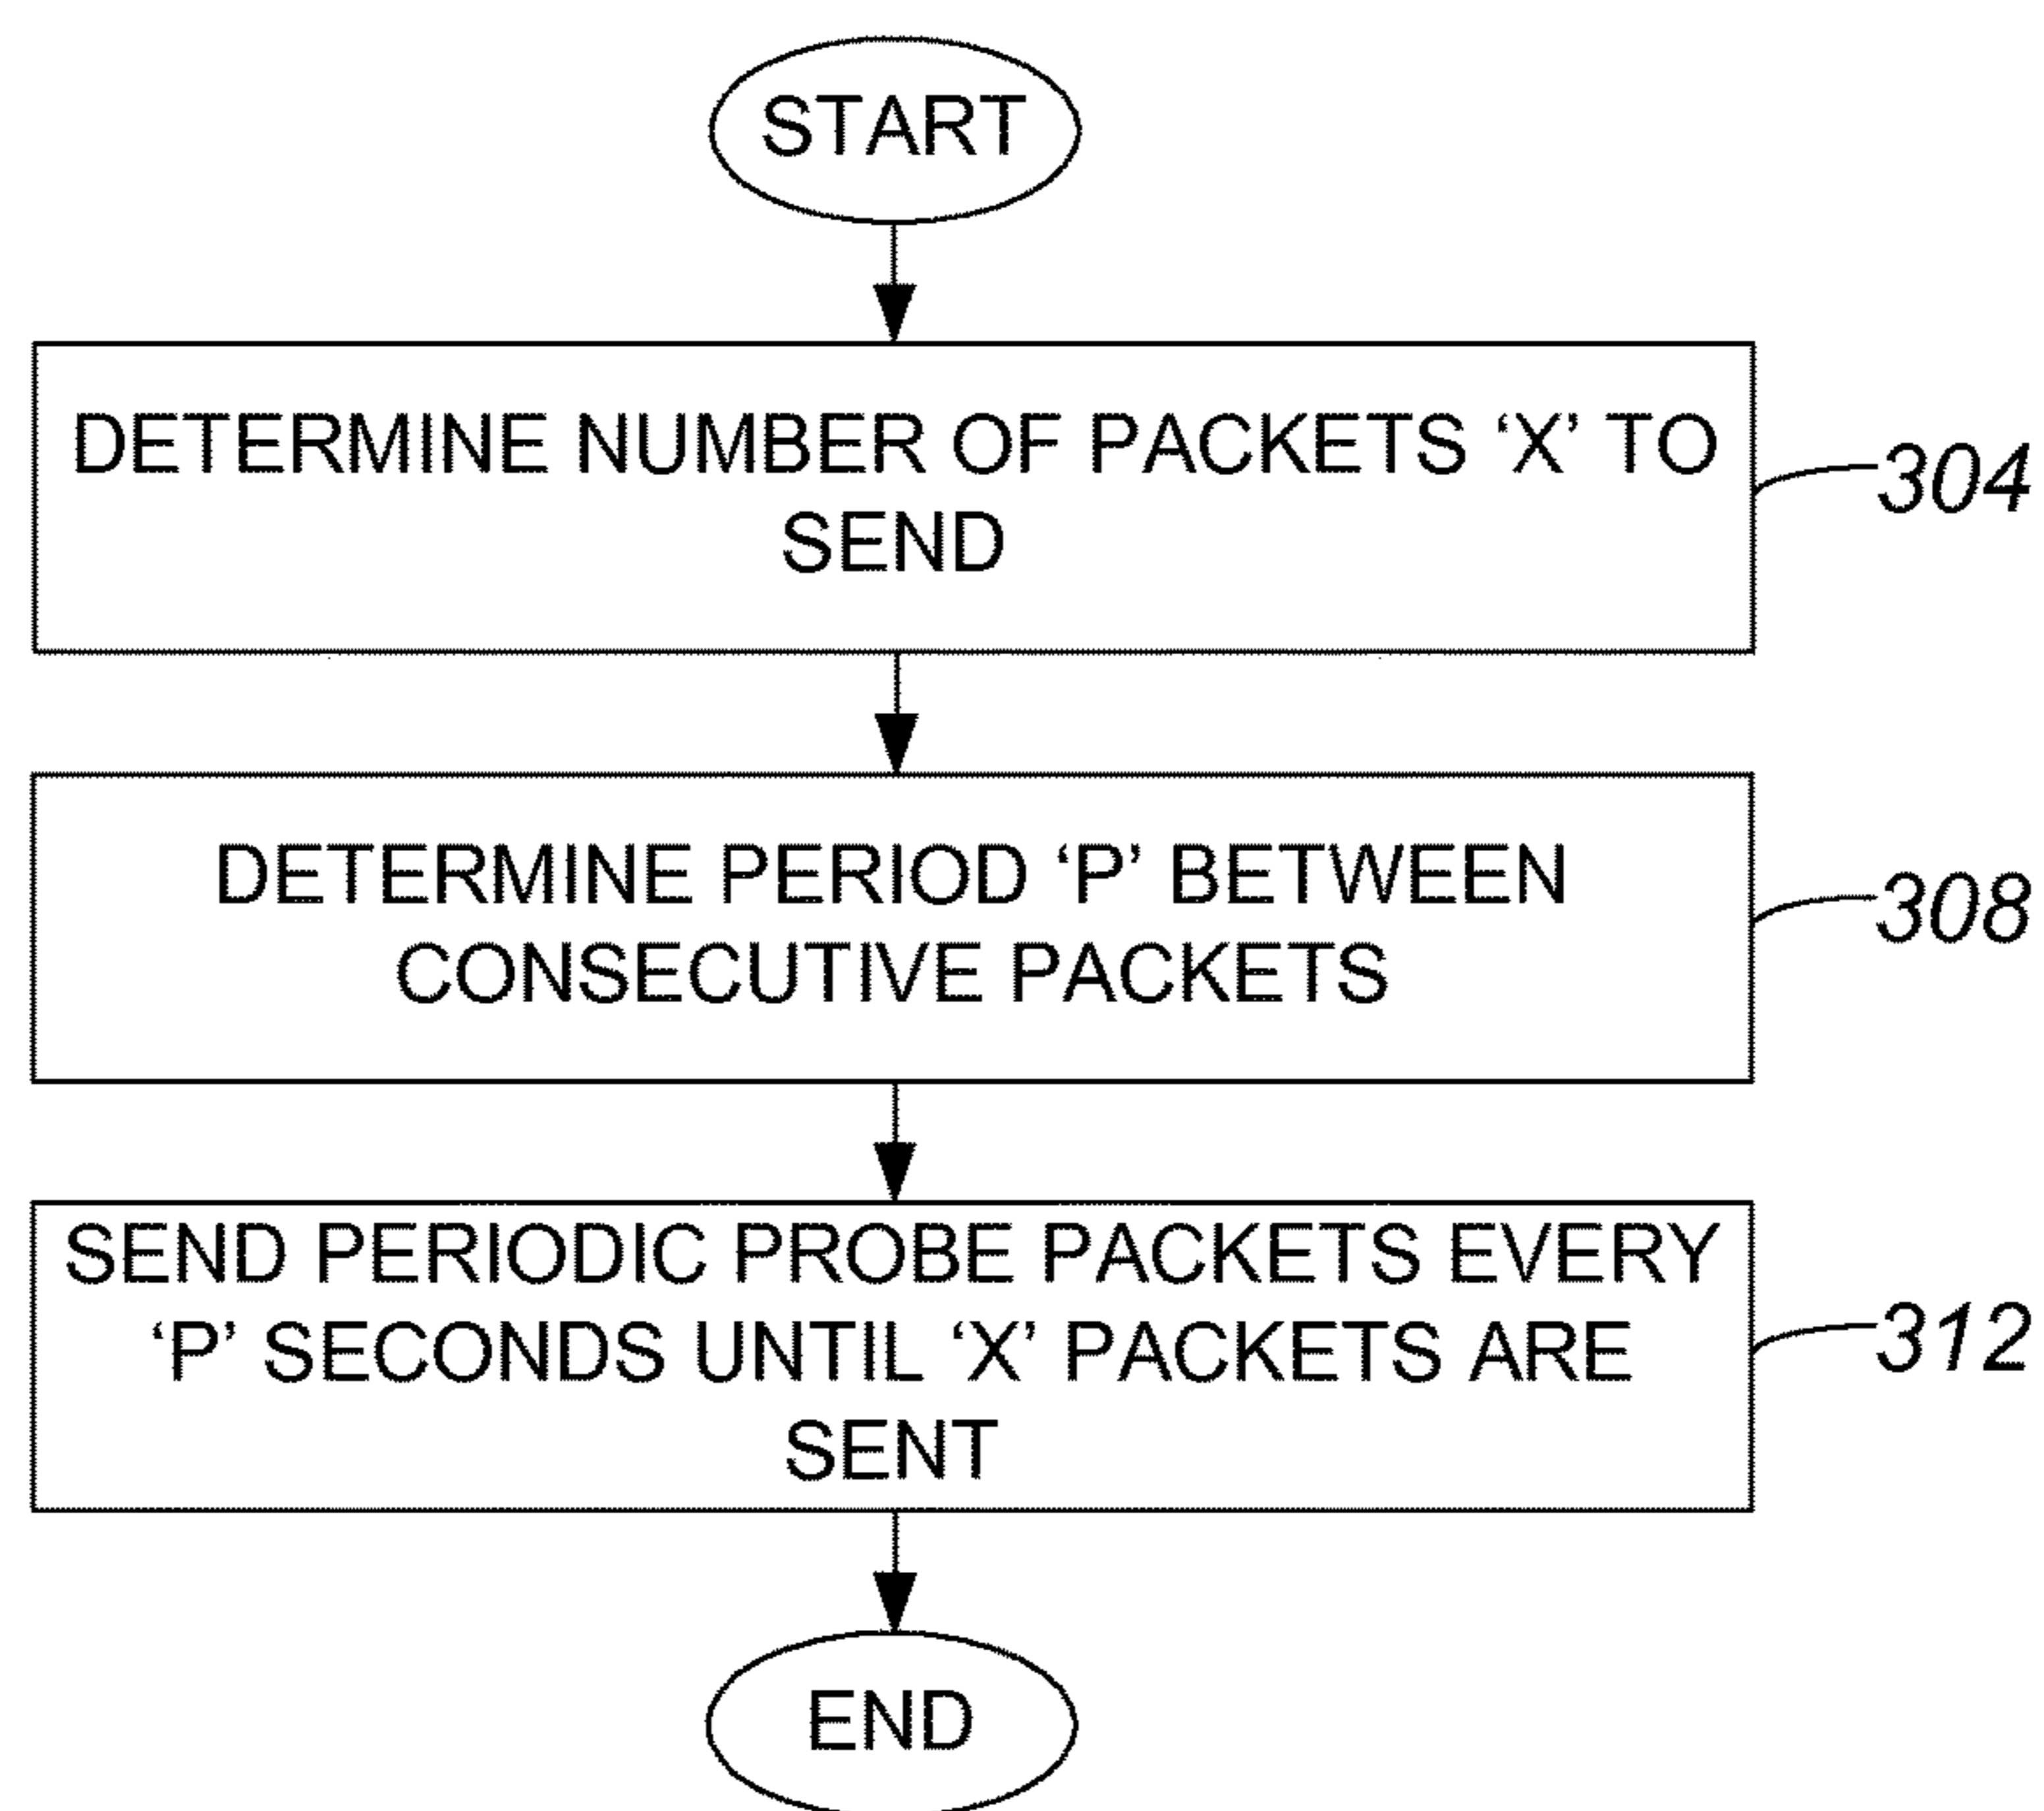 START
DETERMINE NUMBER OF PACKETS ‘X’ TO
SEND
304
DETERMINE PERIOD ‘P’ BETWEEN
CONSECUTIVE PACKETS
308
SEND PERIODIC PROBE PACKETS EVERY
‘P’ SECONDS UNTIL ‘X’ PACKETS ARE
SENT
312
END